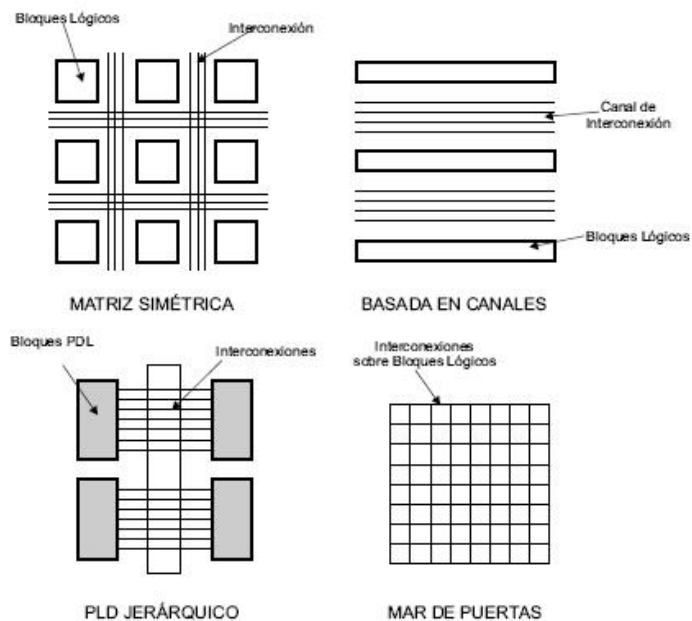 Bloques Lógicos
Interconexión
Canal de
Interconexión
Bloques Lógicos
MATRIZ SIMÉTRICA
BASADA EN CANALES
Bloques PDL
Interconexiones
Interconexiones
sobre Bloques Lógicos
PLD JERÁRQUICO
MAR DE PUERTAS